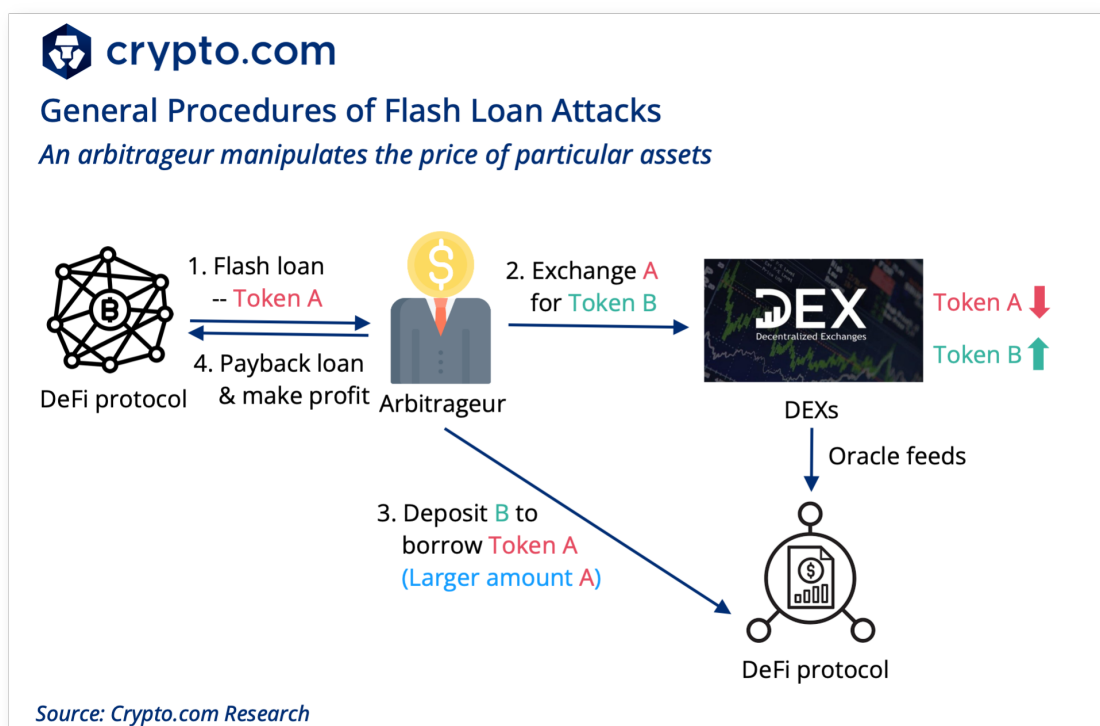 crypto.com
General Procedures of Flash Loan Attacks
An arbitrageur manipulates the price of particular assets
1. Flash loan
-- Token A
4. Payback loan
& make profit
DeFi protocol
Arbitrageur
2. Exchange A
for Token B
DEX
Decentralized Exchanges
Token A
Token B
DEXs
Oracle feeds
3. Deposit B to
borrow Token A
(Larger amount A)
DeFi protocol
Source: Crypto.com Research